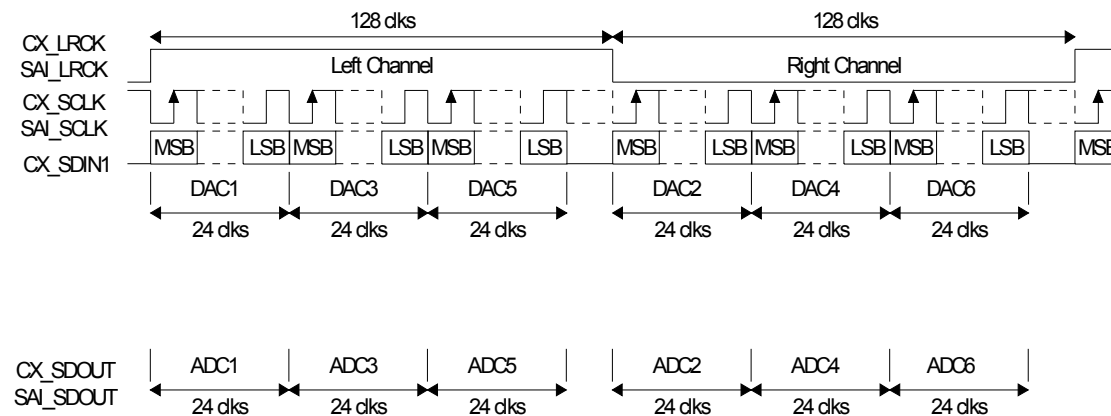 128 clks 128 clks
CX_LRCK
SAI_LRCK
Left Channel Right Channel
CX_SCLK
SAI_SCLK
MSB LSB MSB LSB MSB LSB MSB LSB MSB LSB MSB LSB MSB
CX_SDIN1
DAC1 DAC3 DAC5 DAC2 DAC4 DAC6
24 clks 24 clks 24 clks 24 clks 24 clks 24 clks
CX_SDOUT
SAI_SDOUT
ADC1 ADC3 ADC5 ADC2 ADC4 ADC6
24 clks 24 clks 24 clks 24 clks 24 clks 24 clks